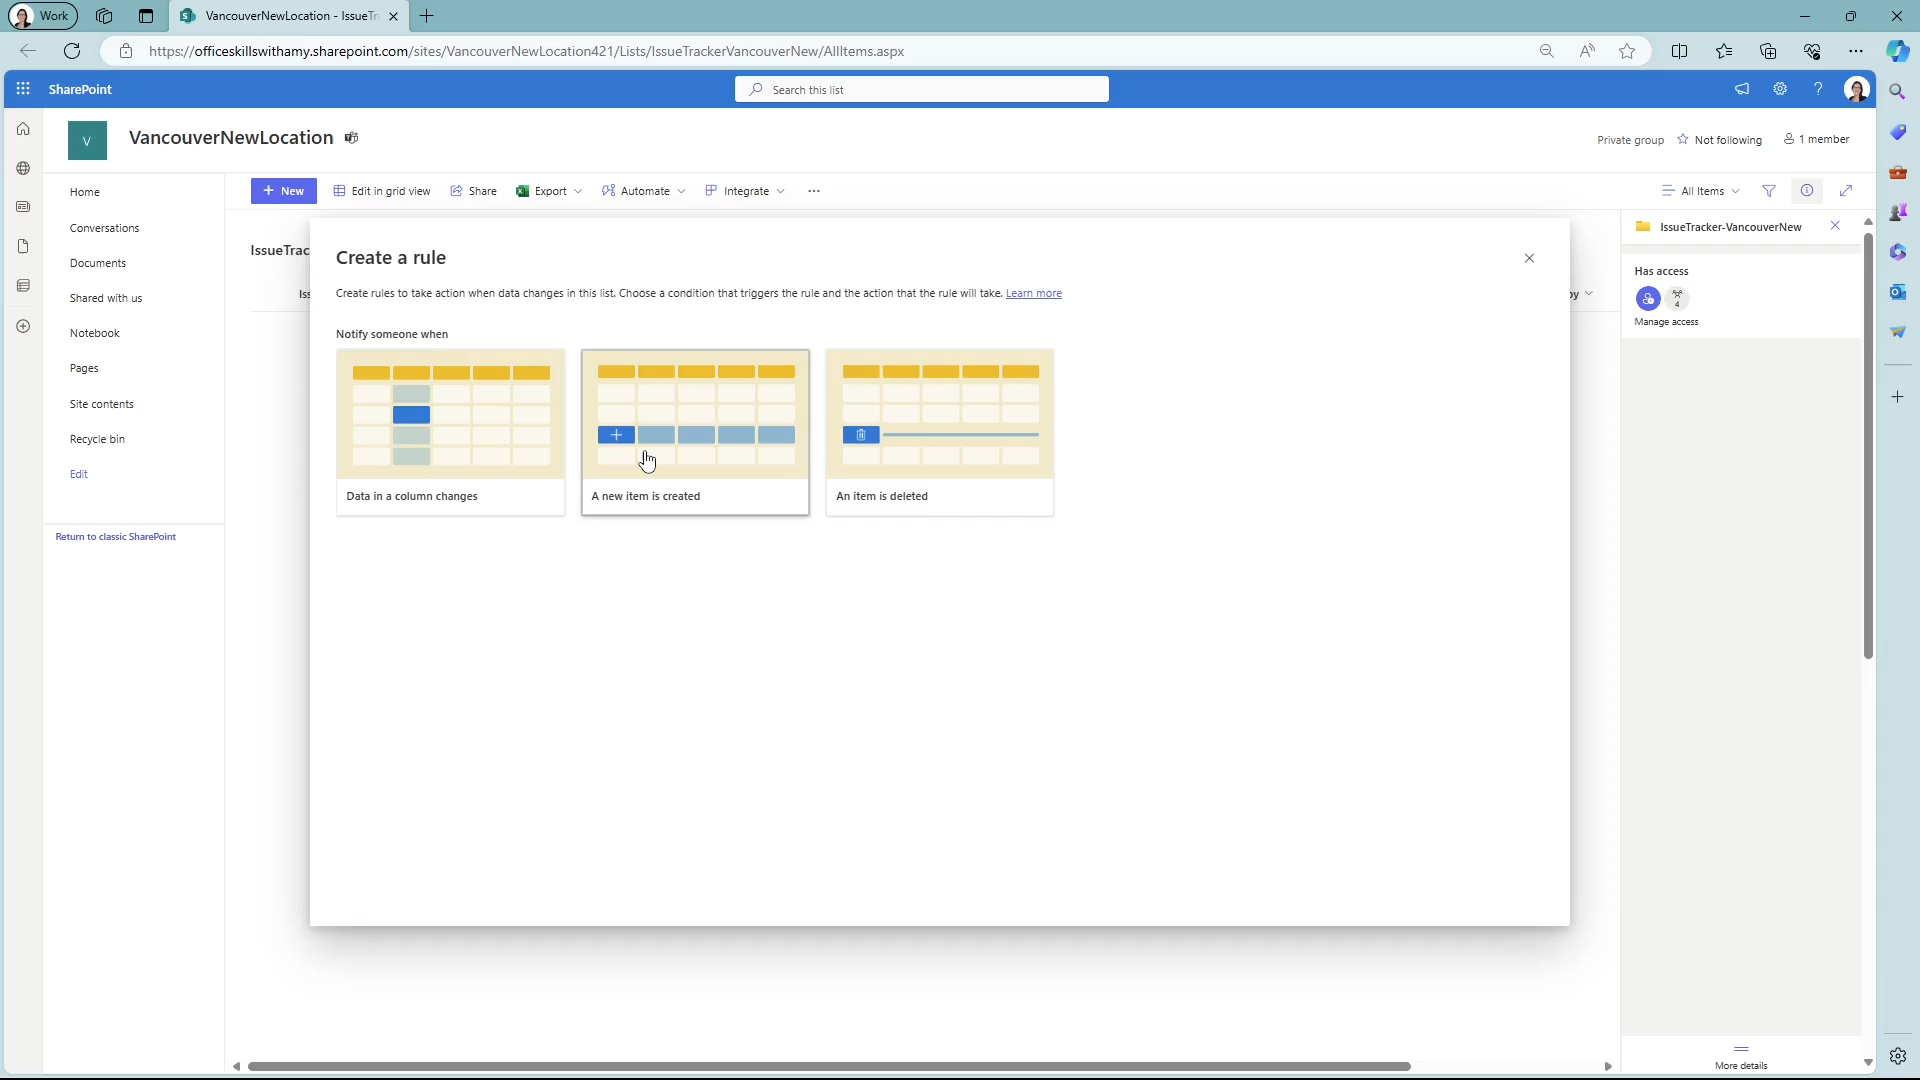 Work
VancouverNewLocation - IssueTr
https://officeskillswithamy.sharepoint.com/sites/VancouverNewLocation421/Lists/IssueTrackerVancouverNew/AllItems.aspx
SharePoint
Search this list
V
VancouverNewLocation
Private group
Not following
1 member
Home
Conversations
Documents
Shared with us
Notebook
Pages
Site contents
Recycle bin
Edit
Return to classic SharePoint
New
Edit in grid view
Share
Export
Automate
Integrate
All Items
IssueTrac
Iss
by
Create a rule
Create rules to take action when data changes in this list. Choose a condition that triggers the rule and the action that the rule will take. Learn more
Notify someone when
Data in a column changes
A new item is created
An item is deleted
IssueTracker-VancouverNew
Has access
4
Manage access
More details